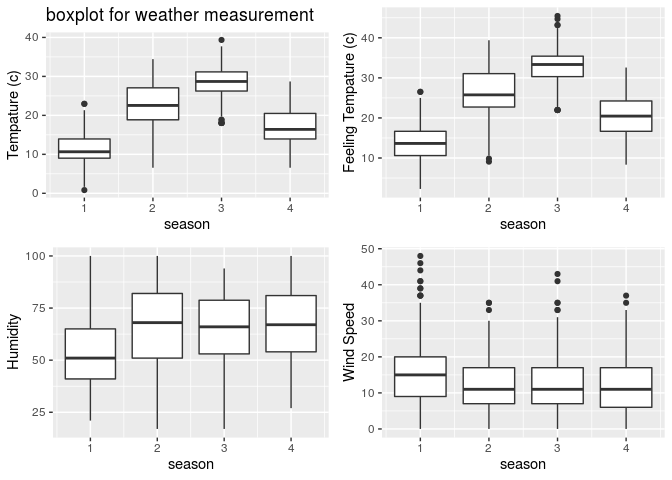 boxplot for weather measurement
Tempature (c)
40
30
20
10
0
1 2 3 4
season
Feeling Tempature (c)
40
30
20
10
1 2 3 4
season
Humidity
100
75
50
25
1 2 3 4
season
Wind Speed
50
40
30
20
10
0
1 2 3 4
season